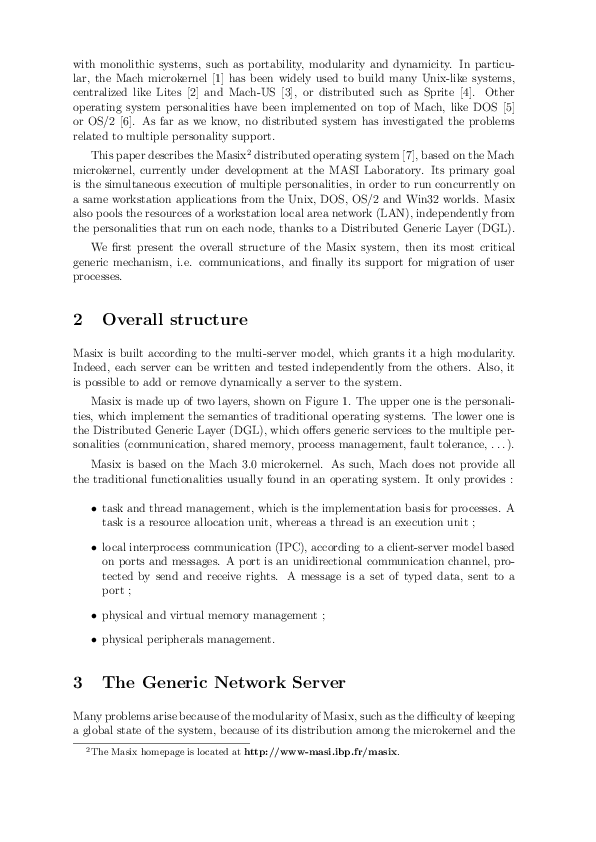 with monolithic systems, such as portability, modularity and dynamicity. In particu-
lar, the Mach microkernel [1] has been widely used to build many Unix-like systems,
centralized like Lites [2] and Mach-US [3], or distributed such as Sprite [4]. Other
operating system personalities have been implemented on top of Mach, like DOS [5]
or OS/2 [6]. As far as we know, no distributed system has investigated the problems
related to multiple personality support.
This paper describes the Masix² distributed operating system [7], based on the Mach
microkernel, currently under development at the MASI Laboratory. Its primary goal
is the simultaneous execution of multiple personalities, in order to run concurrently on
a same workstation applications from the Unix, DOS, OS/2 and Win32 worlds. Masix
also pools the resources of a workstation local area network (LAN), independently from
the personalities that run on each node, thanks to a Distributed Generic Layer (DGL).
We first present the overall structure of the Masix system, then its most critical
generic mechanism, i.e. communications, and finally its support for migration of user
processes.
2 Overall structure
Masix is built according to the multi-server model, which grants it a high modularity.
Indeed, each server can be written and tested independently from the others. Also, it
is possible to add or remove dynamically a server to the system.
Masix is made up of two layers, shown on Figure 1. The upper one is the personali-
ties, which implement the semantics of traditional operating systems. The lower one is
the Distributed Generic Layer (DGL), which offers generic services to the multiple per-
sonalities (communication, shared memory, process management, fault tolerance, ...).
Masix is based on the Mach 3.0 microkernel. As such, Mach does not provide all
the traditional functionalities usually found in an operating system. It only provides :
• task and thread management, which is the implementation basis for processes. A
task is a resource allocation unit, whereas a thread is an execution unit ;
• local interprocess communication (IPC), according to a client-server model based
on ports and messages. A port is an unidirectional communication channel, pro-
tected by send and receive rights. A message is a set of typed data, sent to a
port ;
• physical and virtual memory management ;
• physical peripherals management.
3 The Generic Network Server
Many problems arise because of the modularity of Masix, such as the difficulty of keeping
a global state of the system, because of its distribution among the microkernel and the
²The Masix homepage is located at http://www-masi.ibp.fr/masix.